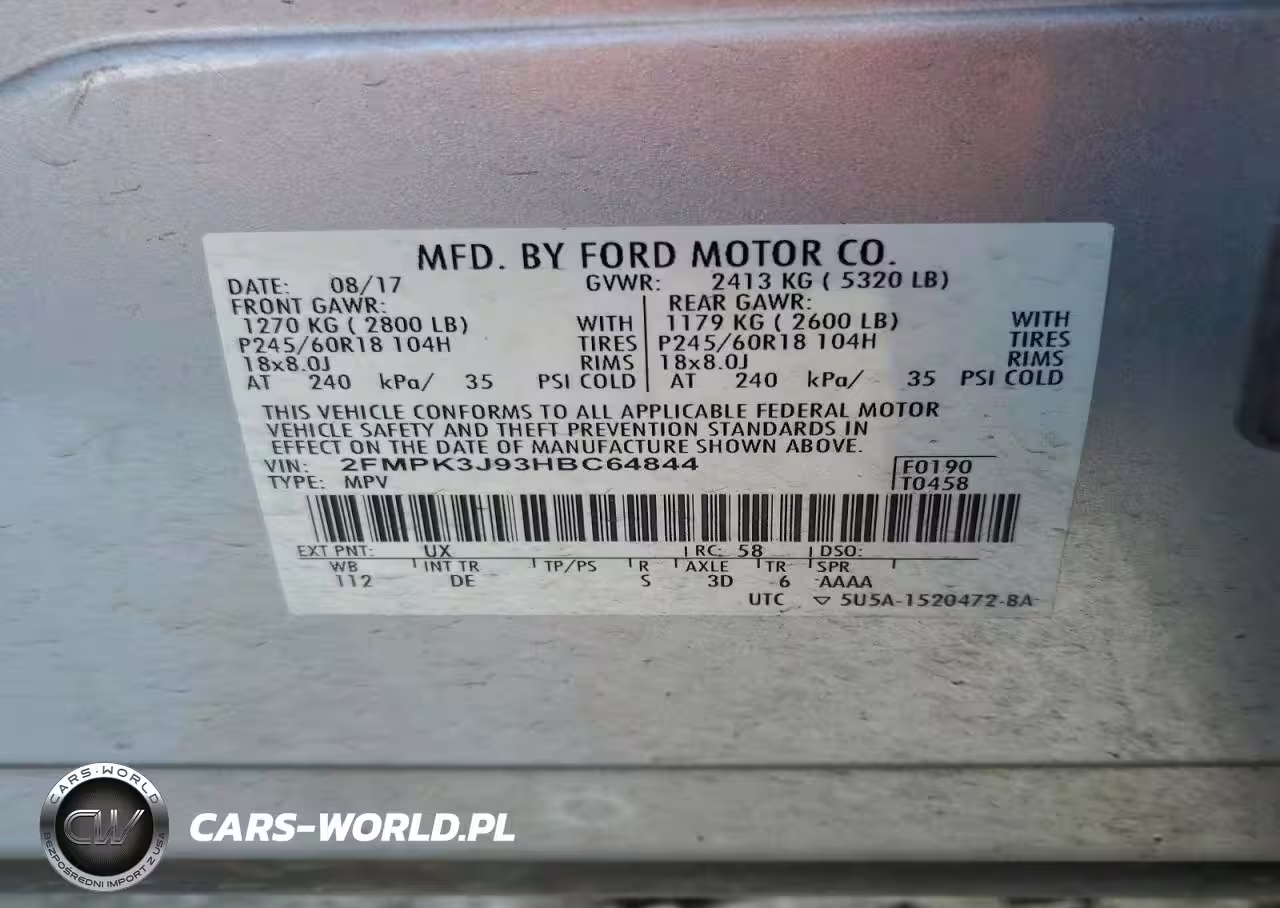 MFD. BY FORD MOTOR CO.
DATE: 08/17 GVWR: 2413 KG ( 5320 LB)
FRONT GAWR: REAR GAWR:
1270 KG ( 2800 LB) WITH 1179 KG ( 2600 LB) WITH
P245/60R18 104H TIRES P245/60R18 104H TIRES
18x8.0J RIMS 18x8.0J RIMS
AT 240 kPa/ 35 PSI COLD AT 240 kPa/ 35 PSI COLD
THIS VEHICLE CONFORMS TO ALL APPLICABLE FEDERAL MOTOR
VEHICLE SAFETY AND THEFT PREVENTION STANDARDS IN
EFFECT ON THE DATE OF MANUFACTURE SHOWN ABOVE.
VIN: 2FMPK3J93HBC64844 F0190
TYPE: MPV T0458
EXT PNT: UX RC: 58 DSO:
WB INT TR TP/PS R AXLE TR SPR
112 DE S 3D 6 AAAA
UTC ▽ 5U5A-1520472-BA
CARS-WORLD
CW
BEZPOŚREDNI IMPORT Z USA
CARS-WORLD.PL